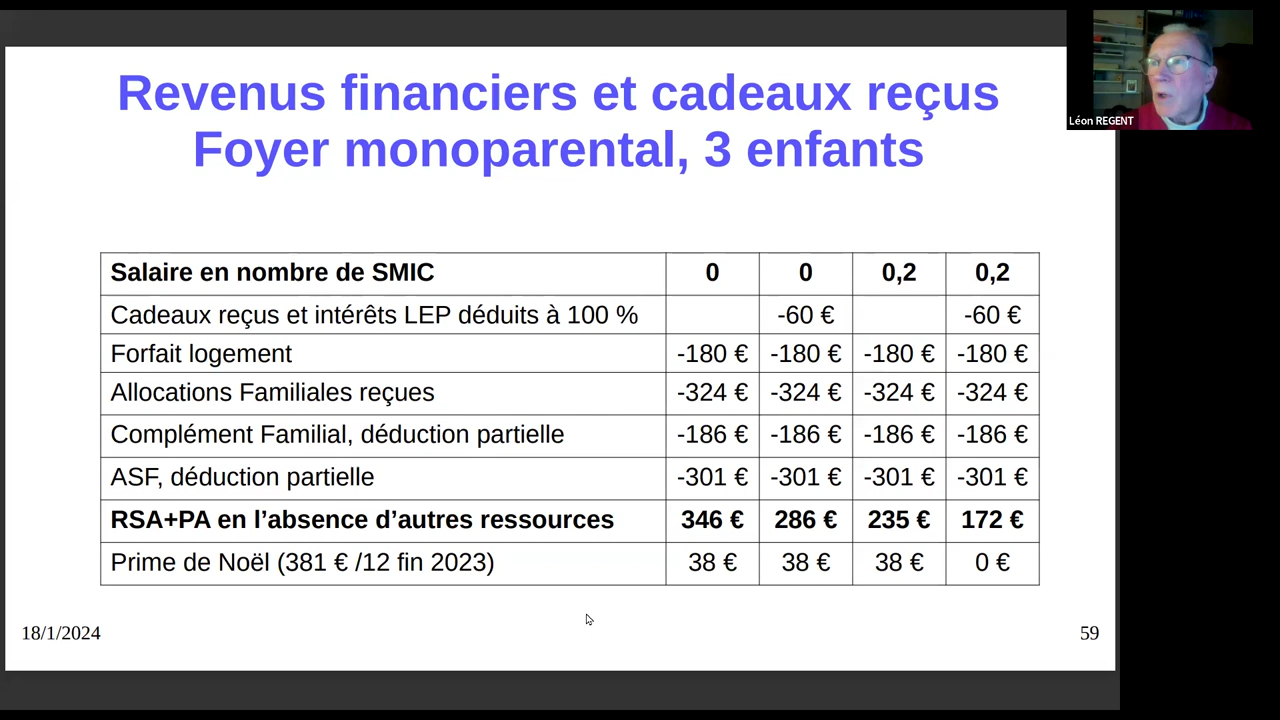 Revenus financiers et cadeaux reçus
Foyer monoparental, 3 enfants
Léon REGENT
Salaire en nombre de SMIC 0 0 0,2 0,2
Cadeaux reçus et intérêts LEP déduits à 100 % -60 € -60 €
Forfait logement -180 € -180 € -180 € -180 €
Allocations Familiales reçues -324 € -324 € -324 € -324 €
Complément Familial, déduction partielle -186 € -186 € -186 € -186 €
ASF, déduction partielle -301 € -301 € -301 € -301 €
RSA+PA en l’absence d’autres ressources 346 € 286 € 235 € 172 €
Prime de Noël (381 € /12 fin 2023) 38 € 38 € 38 € 0 €
18/1/2024 59